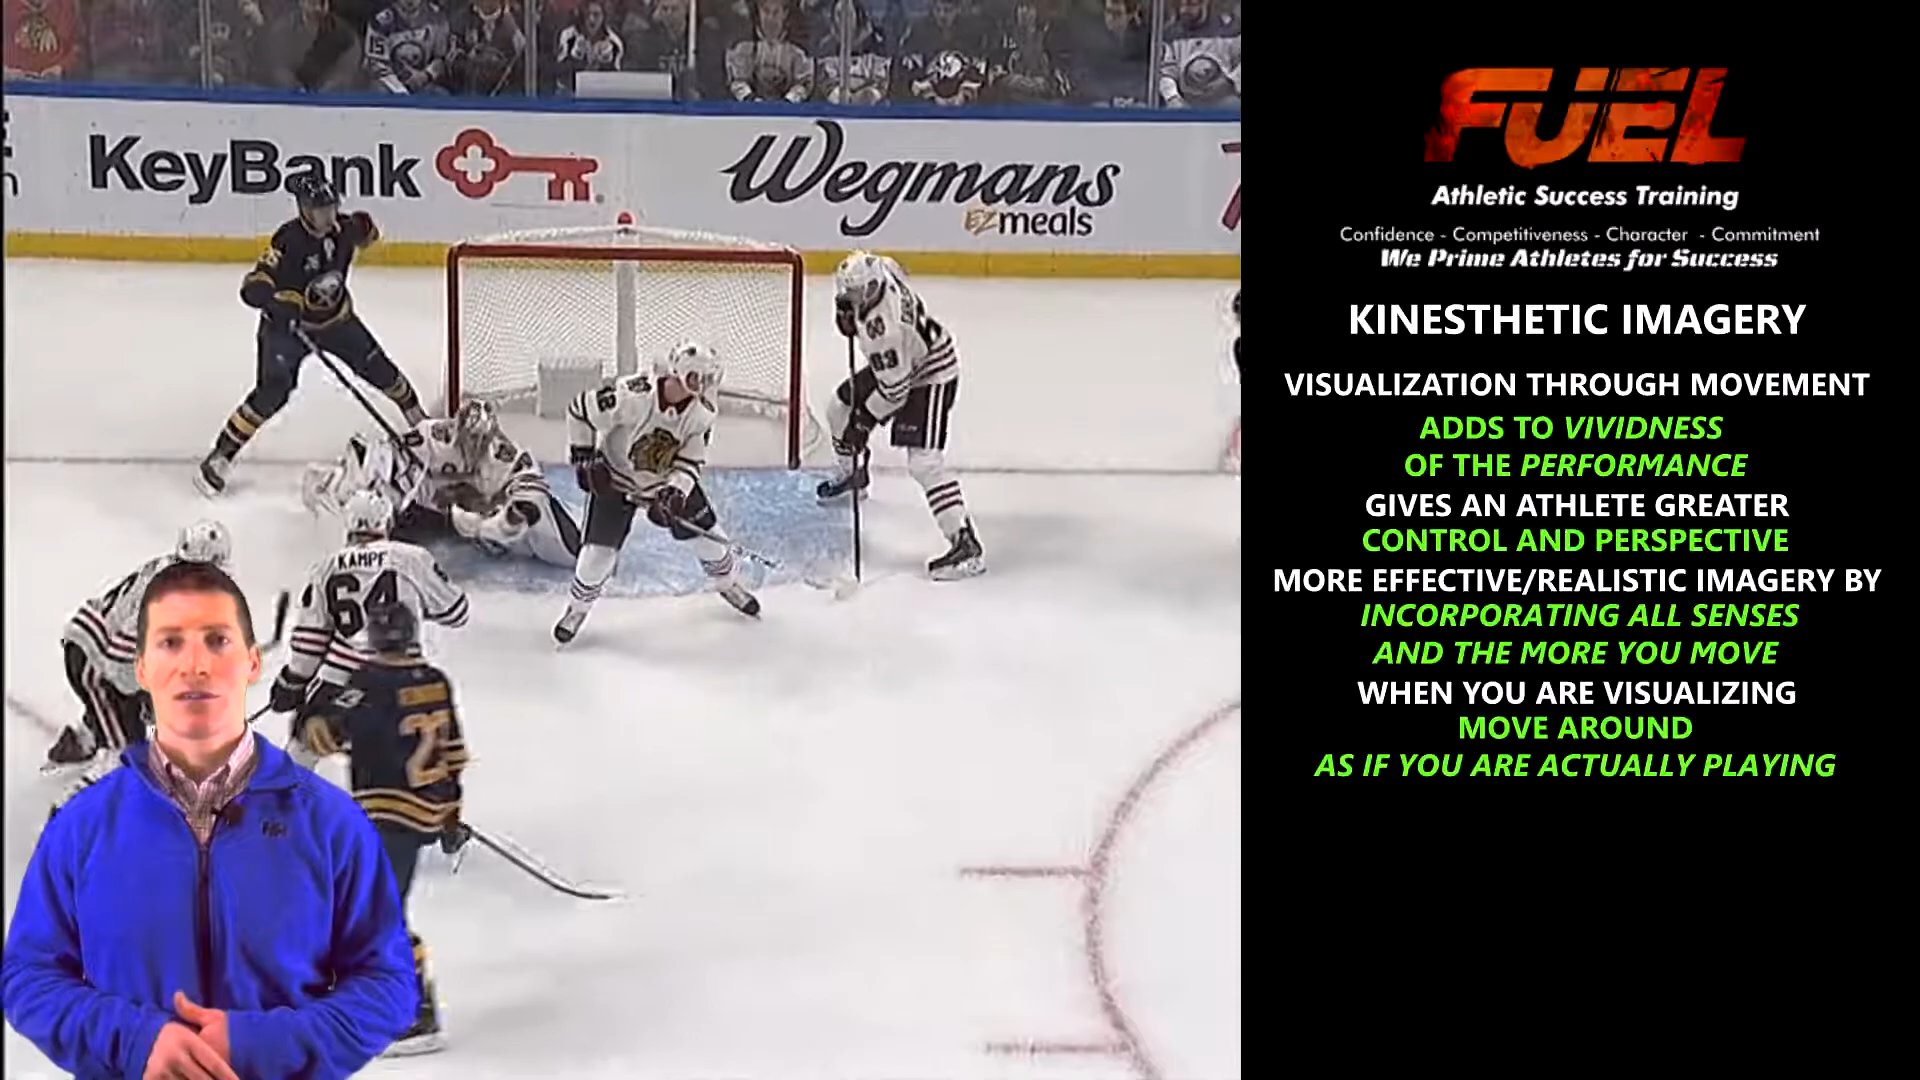 KeyBank
Wegmans
EZmeals
KAMPF
64
FUEL
Athletic Success Training
Confidence - Competitiveness - Character - Commitment
We Prime Athletes for Success
KINESTHETIC IMAGERY
VISUALIZATION THROUGH MOVEMENT
ADDS TO VIVIDNESS
OF THE PERFORMANCE
GIVES AN ATHLETE GREATER
CONTROL AND PERSPECTIVE
MORE EFFECTIVE/REALISTIC IMAGERY BY
INCORPORATING ALL SENSES
AND THE MORE YOU MOVE
WHEN YOU ARE VISUALIZING
MOVE AROUND
AS IF YOU ARE ACTUALLY PLAYING